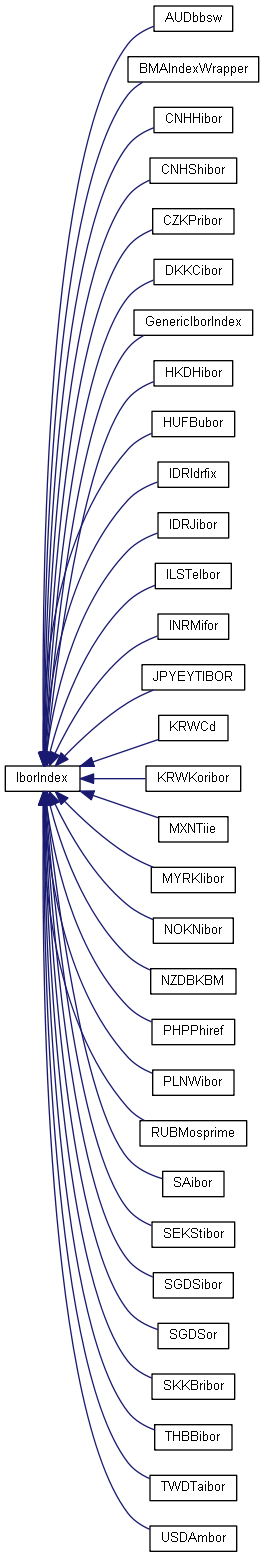 AUDbbsw
BMAIndexWrapper
CNHHibor
CNHShibor
CZKPribor
DKKCibor
GenericIborIndex
HKDHibor
HUFBubor
IDRIdrfix
IDRJibor
ILSTelbor
INRMifor
JPYEYTIBOR
KRWCd
IborIndex
KRWKoribor
MXNTiie
MYRKlibor
NOKNibor
NZDBKBM
PHPPhiref
PLNWibor
RUBMosprime
SAibor
SEKStibor
SGDSibor
SGDSor
SKKBribor
THBBibor
TWDTaibor
USDAmbor